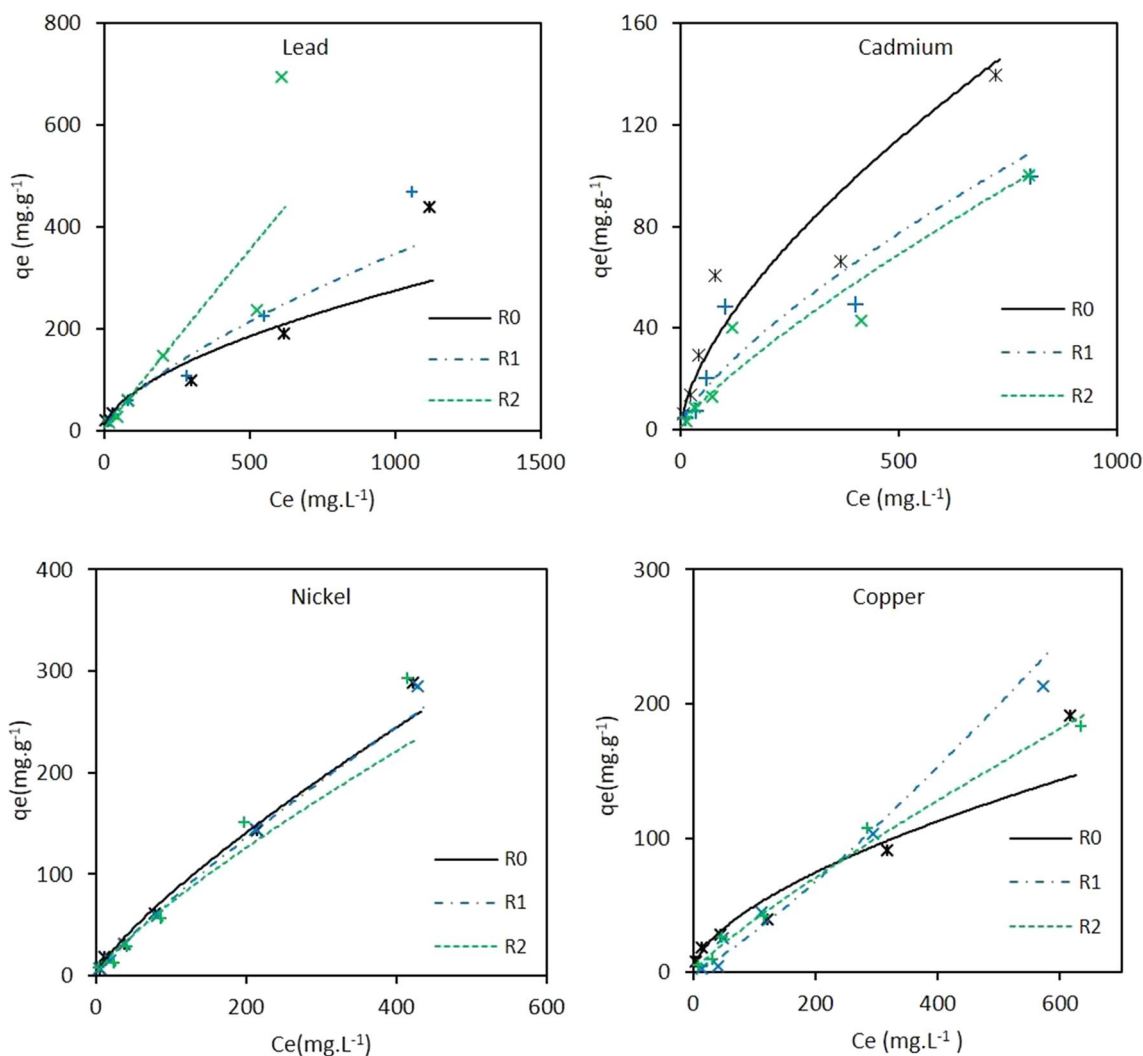 Lead
800
600
400
200
0
qe (mg.g-1)
0 500 1000 1500
Ce (mg.L-1)
R0
R1
R2
Cadmium
160
120
80
40
0
qe(mg.g-1)
0 500 1000
Ce (mg.L-1)
R0
R1
R2
Nickel
400
300
200
100
0
qe(mg.g-1)
0 200 400 600
Ce(mg.L-1)
R0
R1
R2
Copper
300
200
100
0
qe(mg.g-1)
0 200 400 600
Ce (mg.L-1 )
R0
R1
R2